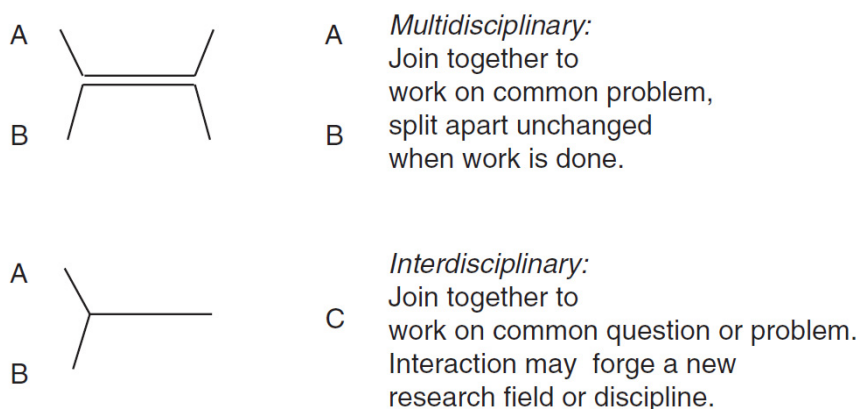 A
A
Multidisciplinary:
Join together to
work on common problem,
B
B
split apart unchanged
when work is done.
A
Interdisciplinary:
Join together to
C
work on common question or problem.
B
Interaction may forge a new
research field or discipline.